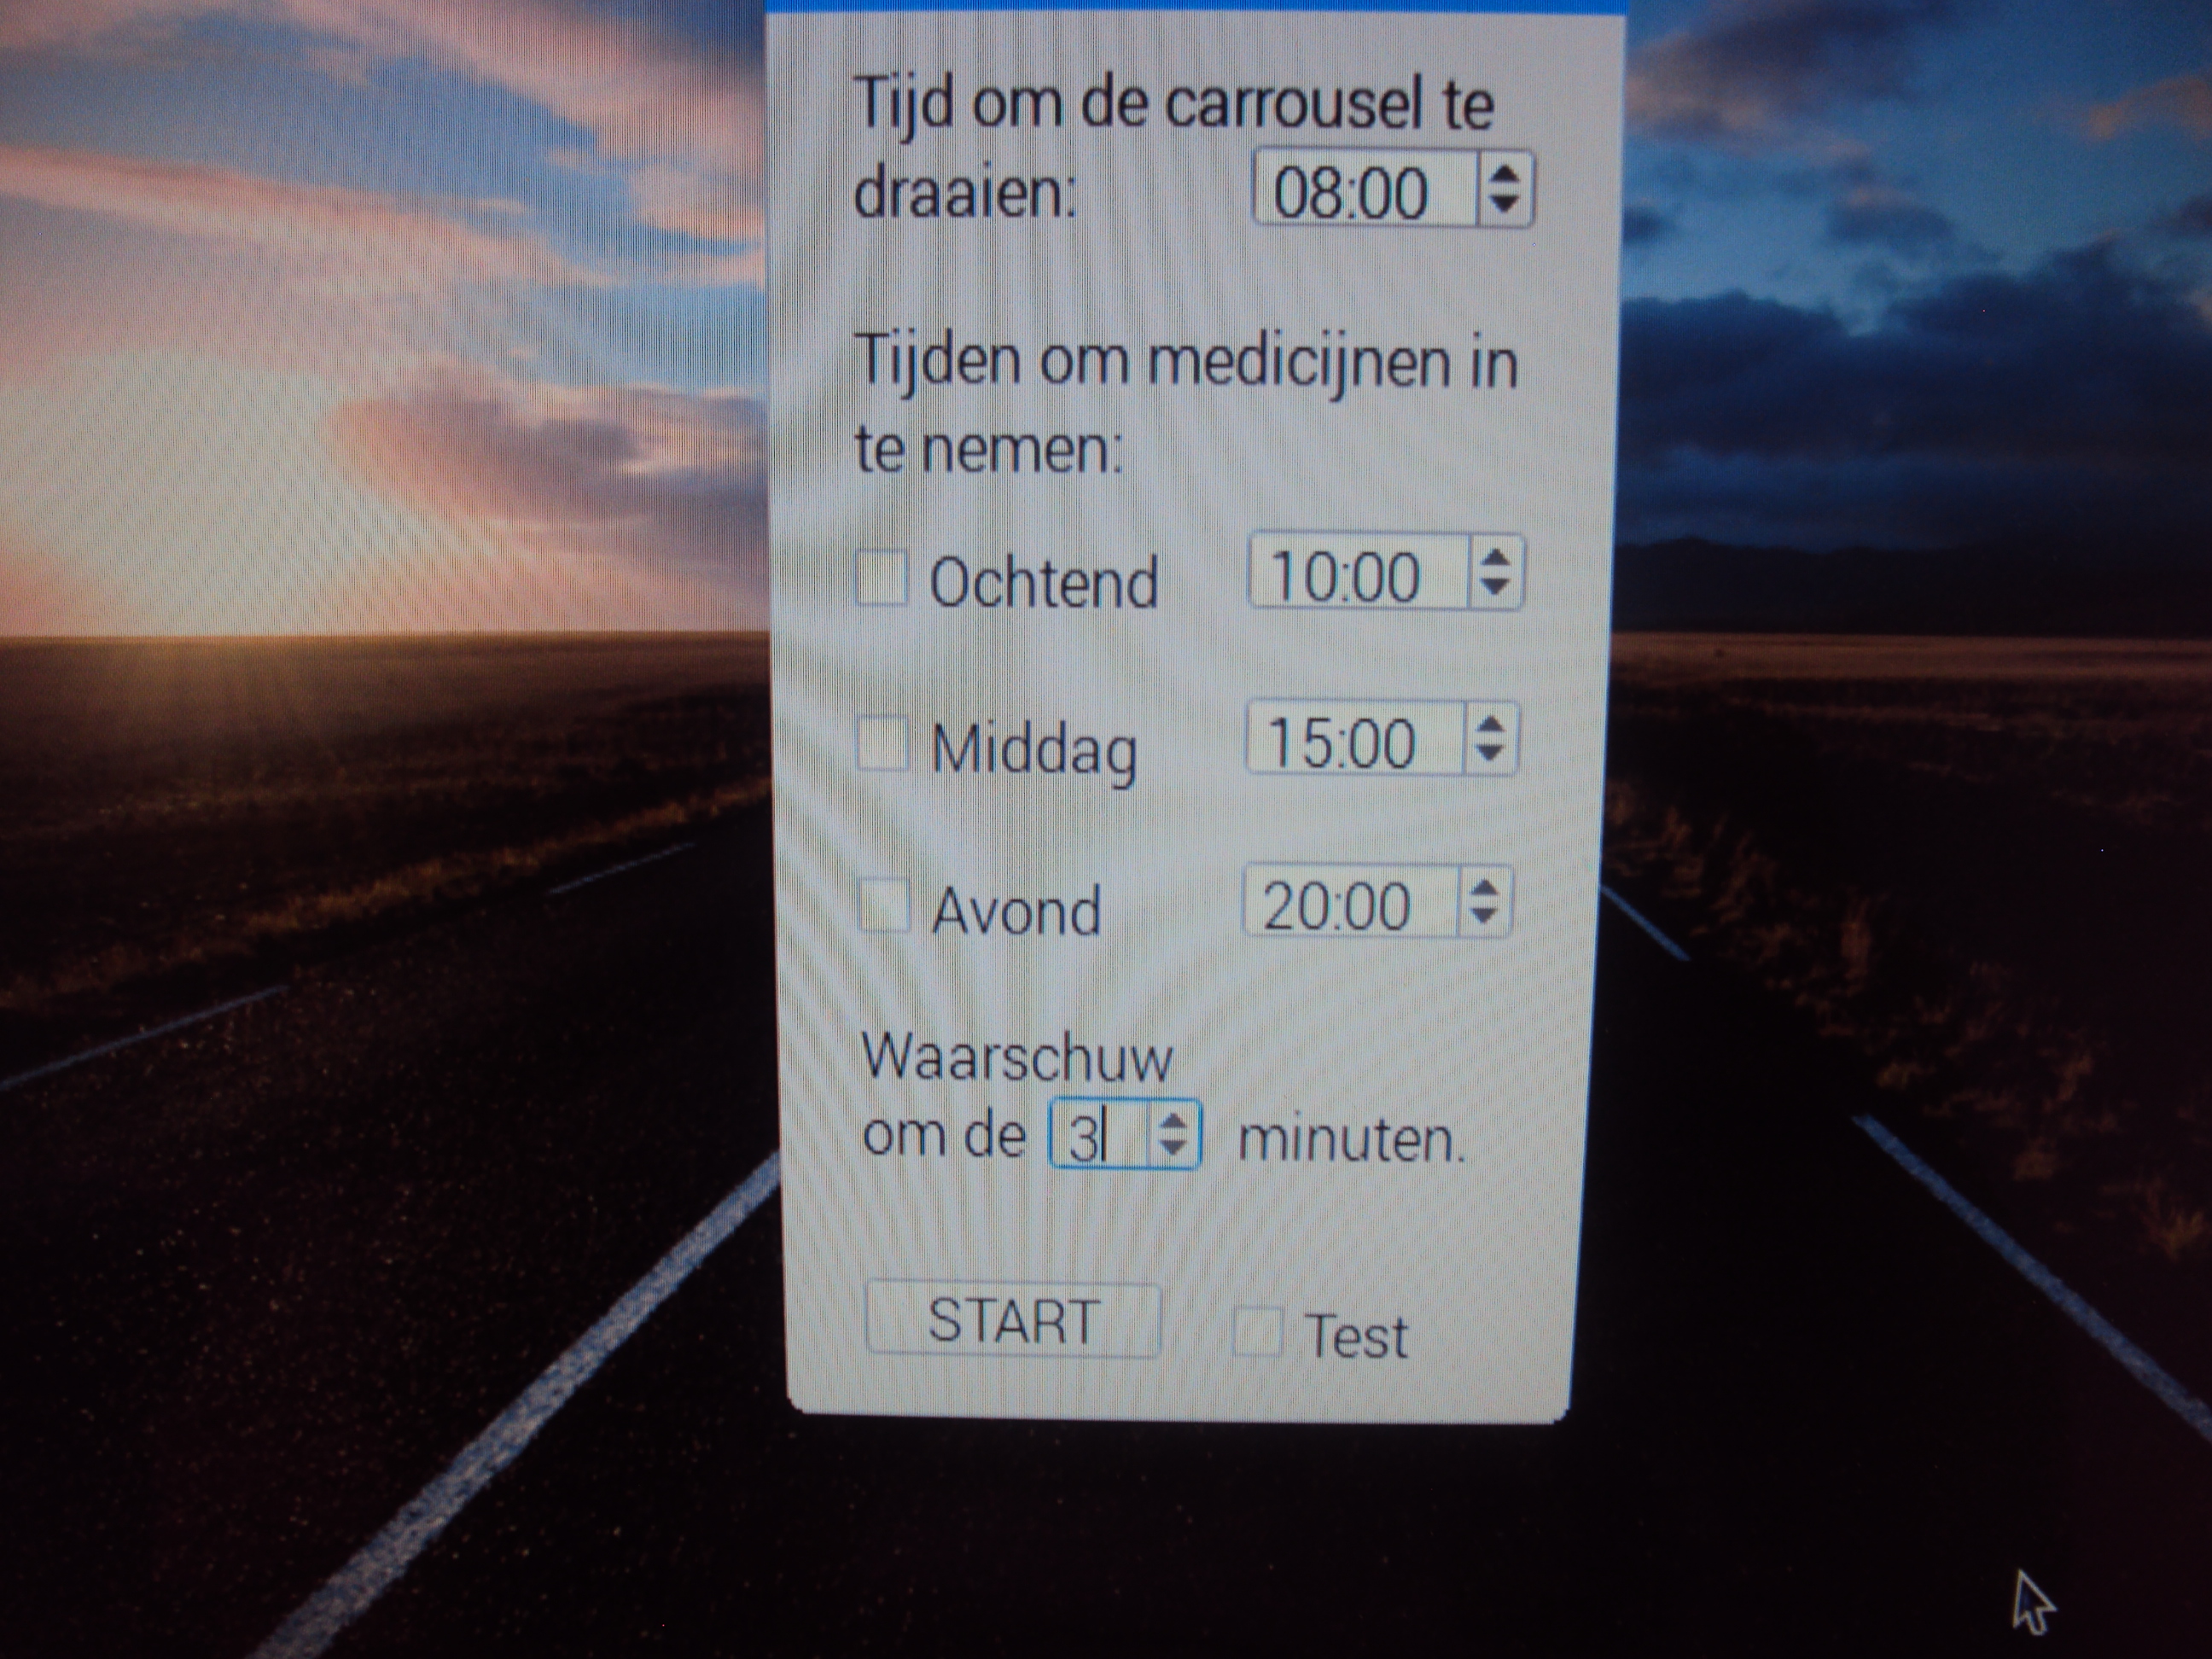 Tijd om de carrousel te
draaien: 08:00
Tijden om medicijnen in
te nemen:
Ochtend 10:00
Middag 15:00
Avond 20:00
Waarschuw
om de 3 minuten.
START Test